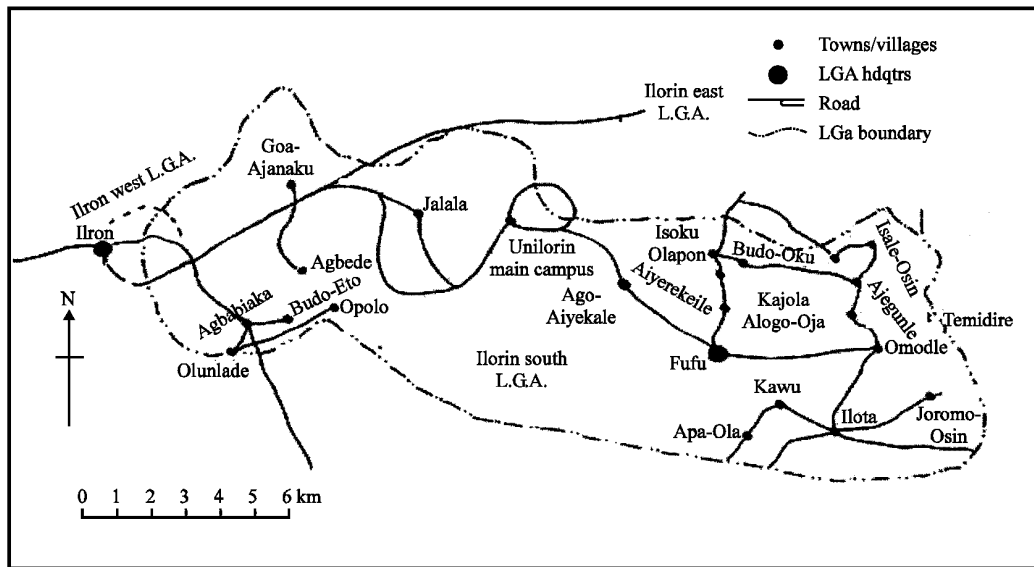 Towns/villages
LGA hdqtrs
Road
LGa boundary
Ilorin east
L.G.A.
Goa-
Ajanaku
Ilron west L.G.A.
Ilron
Jalala
Agbede
Unilorin
main campus
Isoku
Olapon
Budo-Oku
Isale-Osin
N
Agbabiaka
Budo-Eto
Opolo
Olunlade
Ago-
Aiyekale
Aiyerekeile
Kajola
Alogo-Oja
Ajegunle
Temidire
Omodle
Fufu
Ilorin south
L.G.A.
Kawu
Apa-Ola
Ilota
Joromo-
Osin
0 1 2 3 4 5 6 km